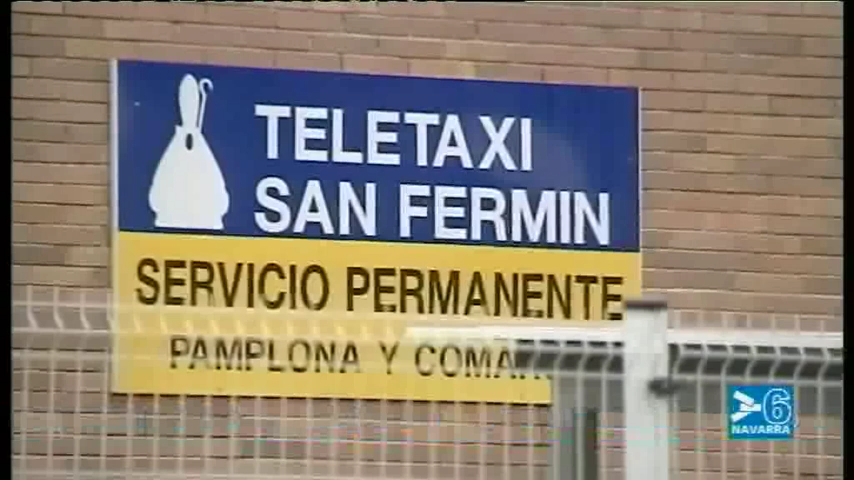 TELETAXI
SAN FERMIN
SERVICIO PERMANENTE
PAMPLONA Y
6
NAVARRA